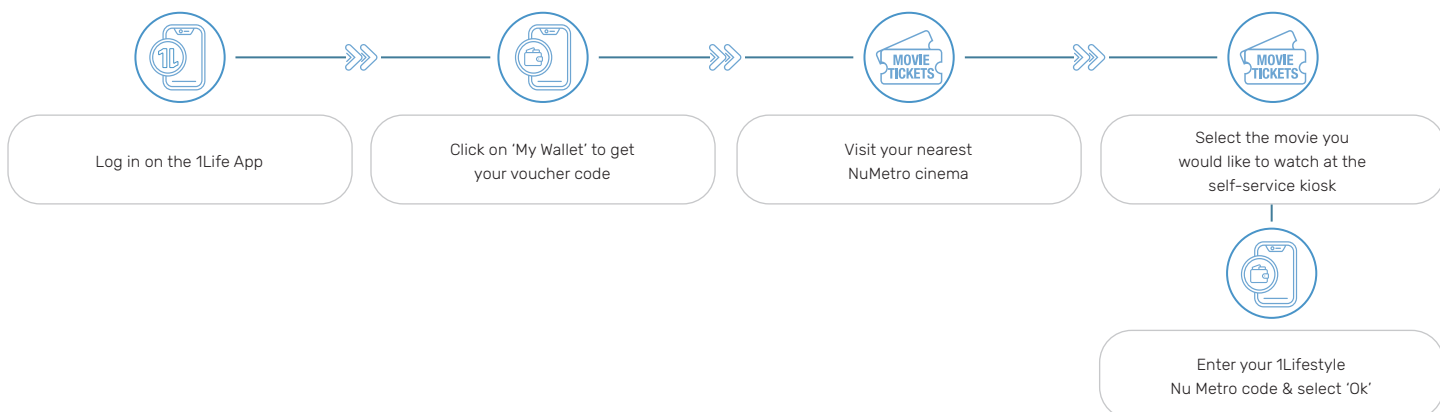 1L
MOVIE
TICKETS
MOVIE
TICKETS
Log in on the 1Life App
Click on ‘My Wallet’ to get
your voucher code
Visit your nearest
NuMetro cinema
Select the movie you
would like to watch at the
self-service kiosk
Enter your 1Lifestyle
Nu Metro code & select ‘Ok’